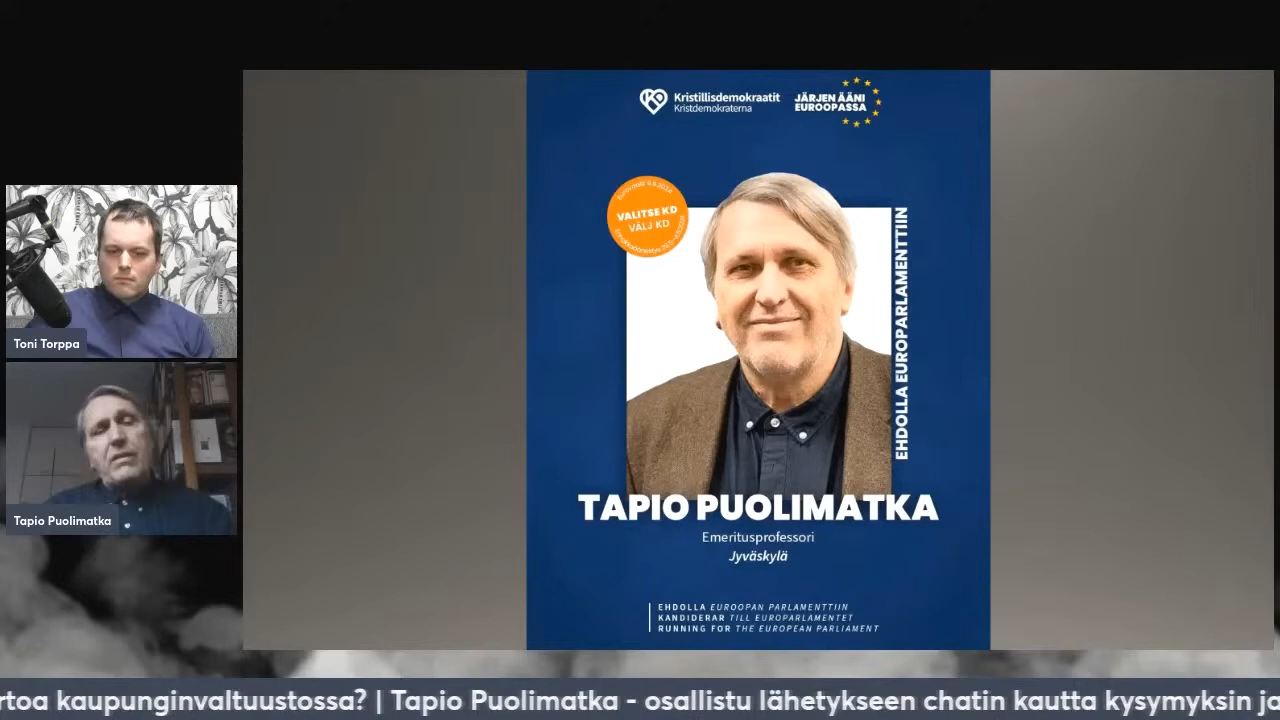 Kristillisdemokraatit
Kristdemokraterna
JÄRJEN ÄÄNI
EUROOPASSA
VALITSE KD
VÄLJ KD
EHDOLLA EUROPARLAMENTTIIN
Toni Torppa
Tapio Puolimatka
TAPIO PUOLIMATKA
Emeritusprofessori
Jyväskylä
EHDOLLA EUROOPAN PARLAMENTTIIN
KANDIDERAR TILL EUROPARLAMENTET
RUNNING FOR THE EUROPEAN PARLIAMENT
rtoa kaupunginvaltuustossa? | Tapio Puolimatka - osallistu lähetykseen chatin kautta kysymyksin ja